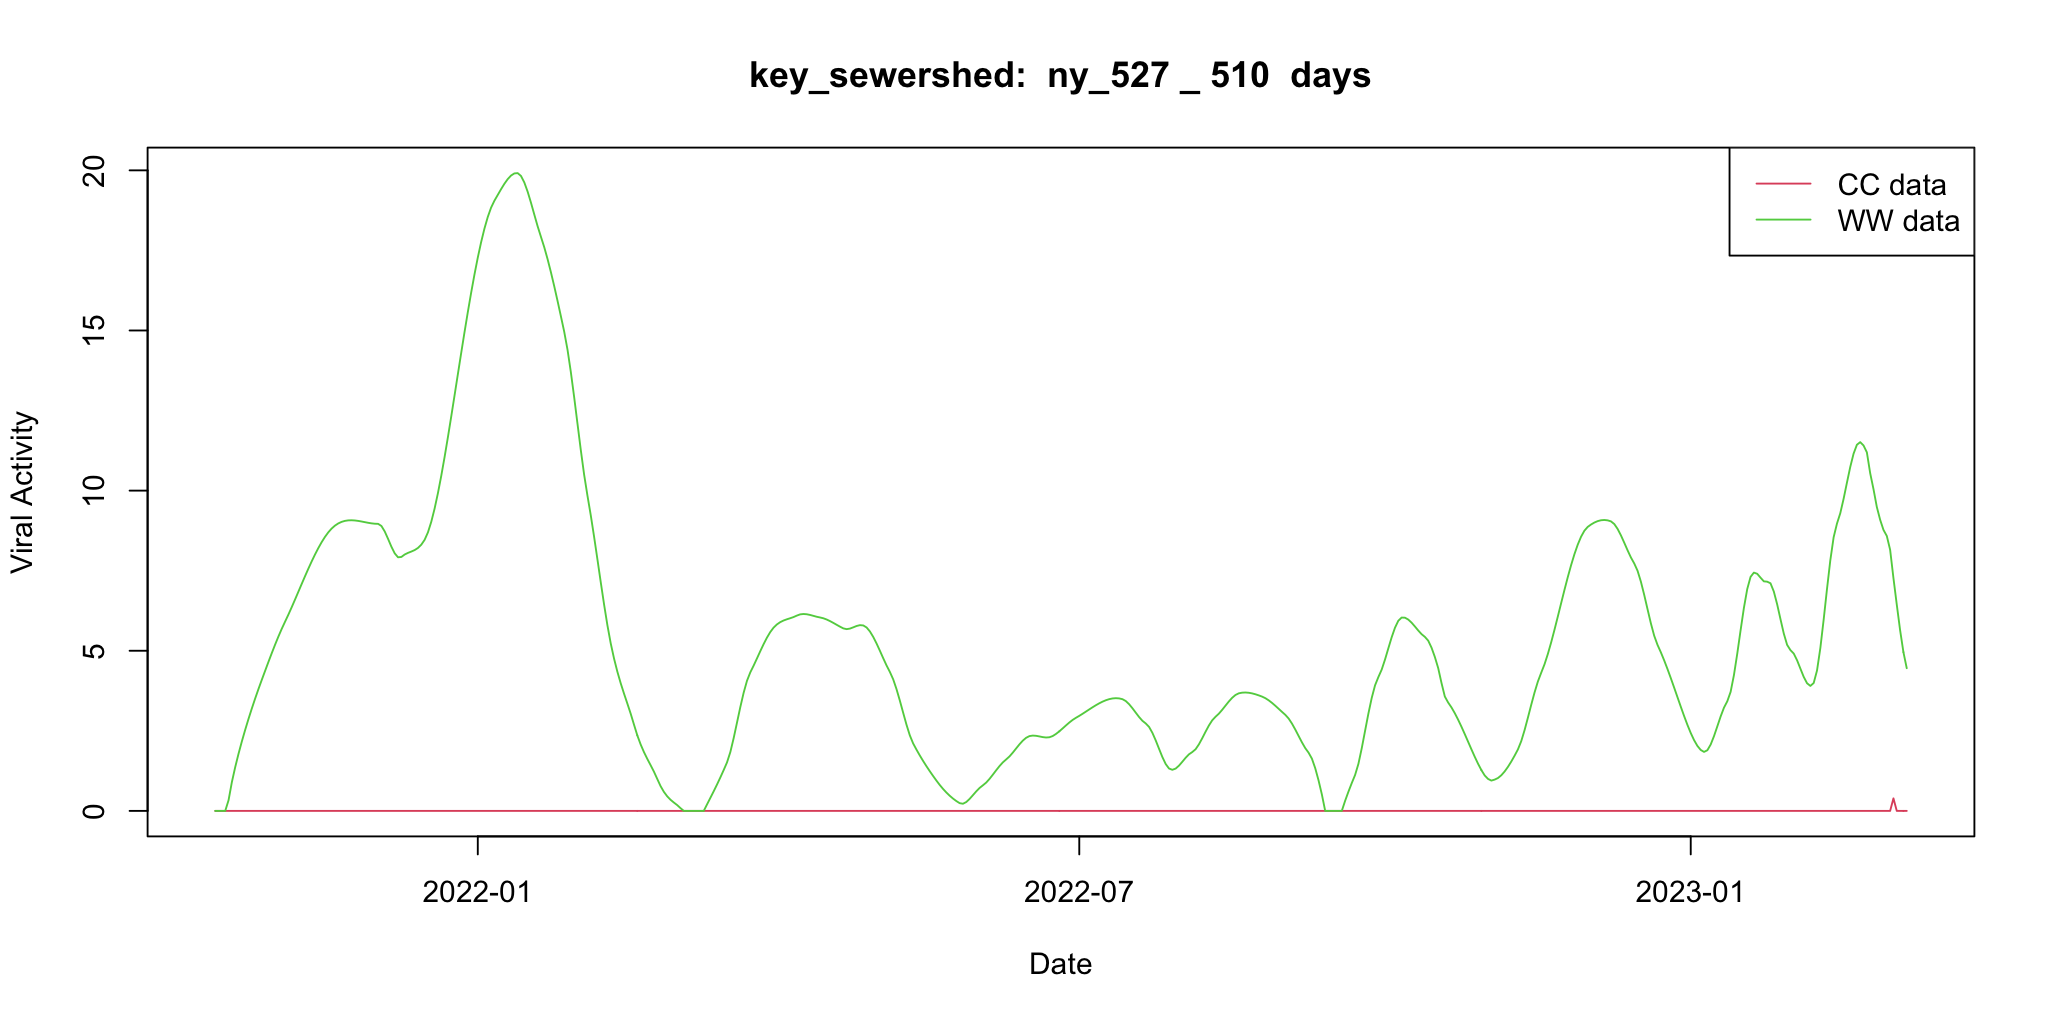 key_sewershed:  ny_527 _ 510  days
CC data
WW data
20
15
10
5
0
Viral Activity
2022-01
2022-07
2023-01
Date